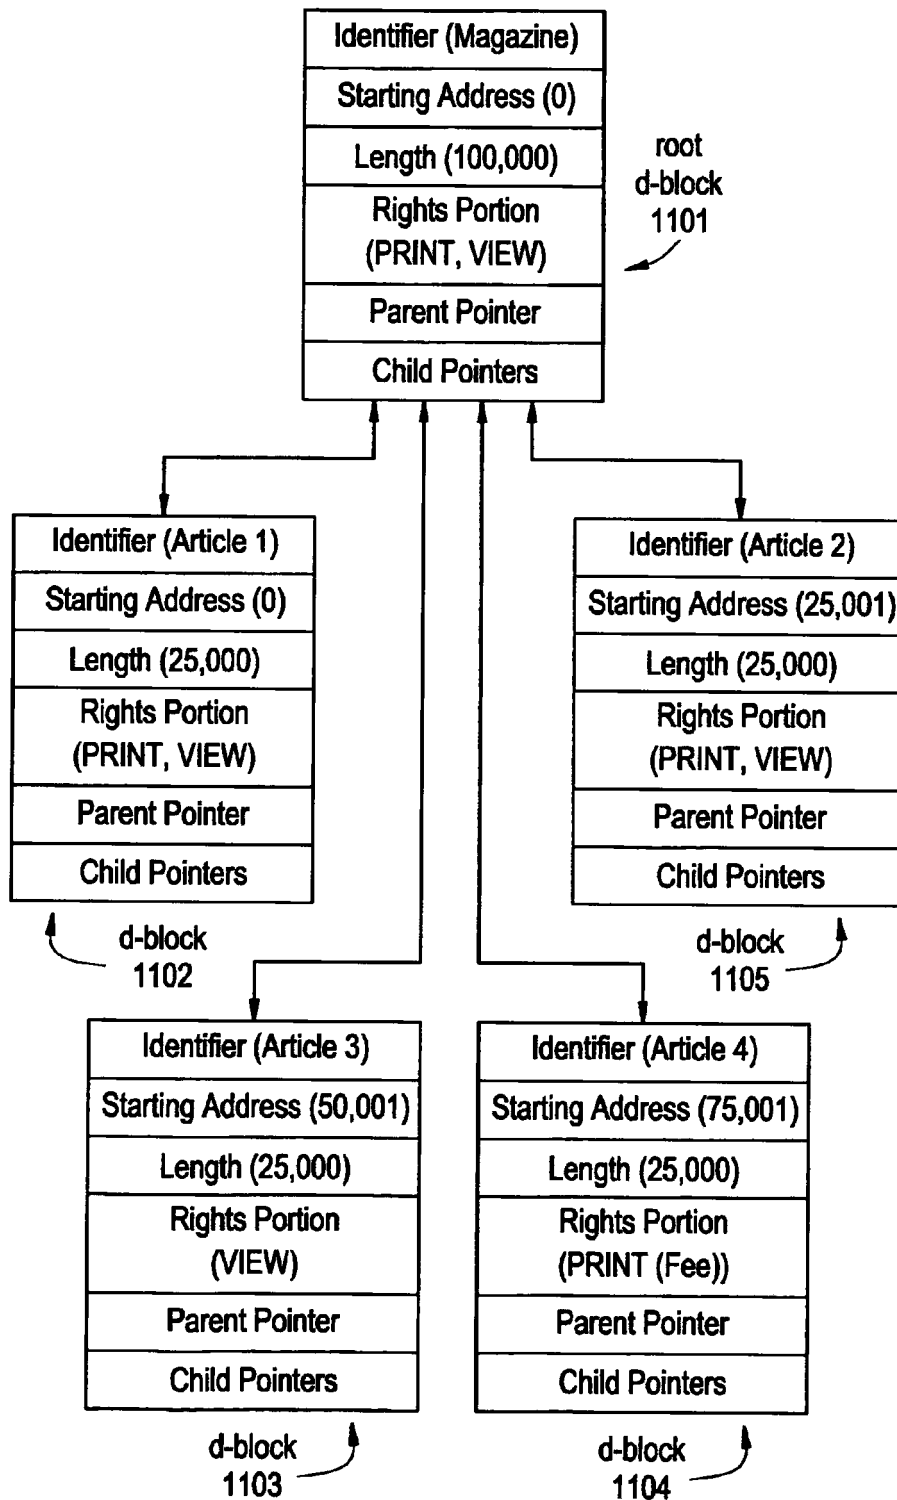 Identifier (Magazine)
Starting Address (0)
Length (100,000)
Rights Portion
(PRINT, VIEW)
Parent Pointer
Child Pointers
root
d-block
1101
Identifier (Article 1)
Starting Address (0)
Length (25,000)
Rights Portion
(PRINT, VIEW)
Parent Pointer
Child Pointers
d-block
1102
Identifier (Article 2)
Starting Address (25,001)
Length (25,000)
Rights Portion
(PRINT, VIEW)
Parent Pointer
Child Pointers
d-block
1105
Identifier (Article 3)
Starting Address (50,001)
Length (25,000)
Rights Portion
(VIEW)
Parent Pointer
Child Pointers
d-block
1103
Identifier (Article 4)
Starting Address (75,001)
Length (25,000)
Rights Portion
(PRINT (Fee))
Parent Pointer
Child Pointers
d-block
1104